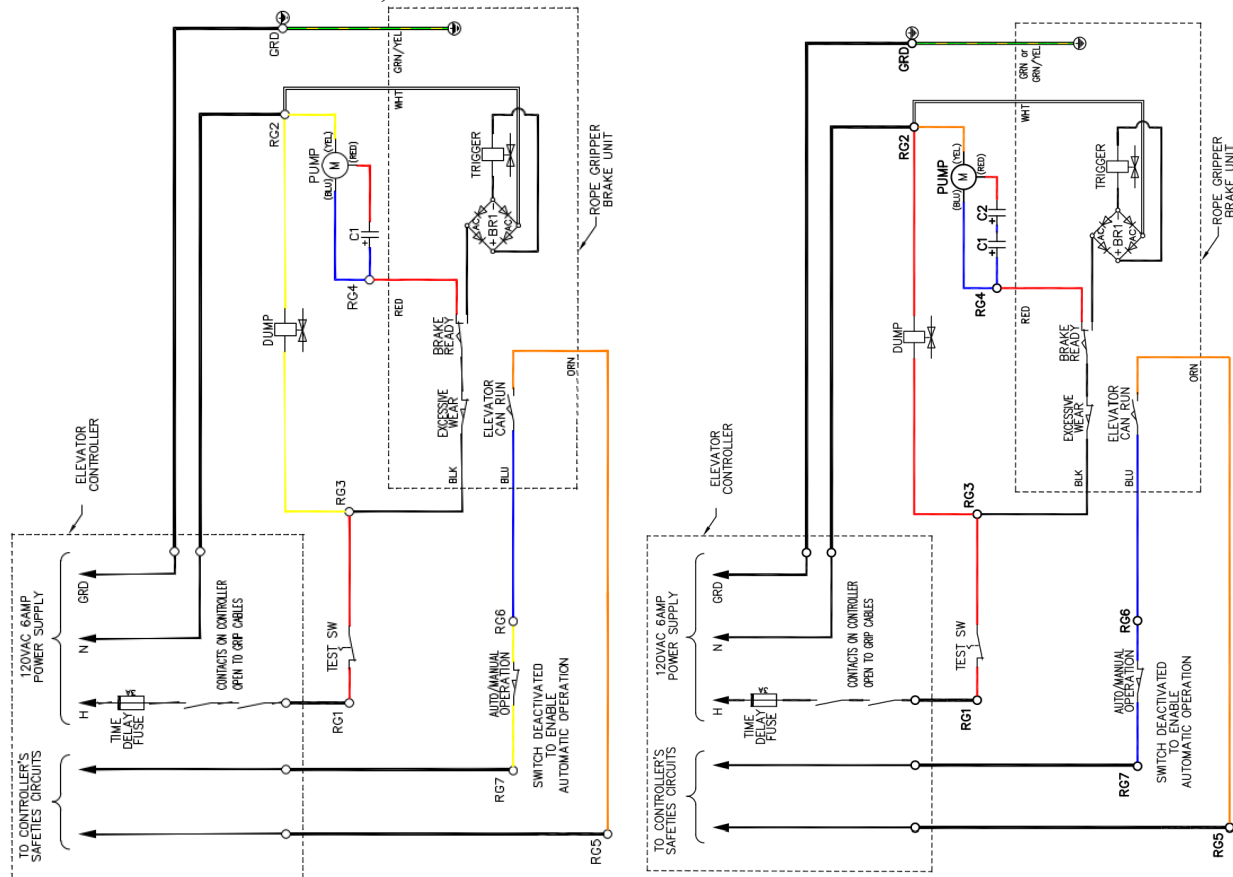 GRD
GRN/YEL
WHT
RG2
PUMP
(YEL)
M
(RED)
(BLU)
TRIGGER
ROPE GRIPPER
BRAKE UNIT
C1
+
AC
+ BR1 -
AC
RG4
RED
DUMP
BRAKE
READY
ORN
EXCESSIVE
WEAR
ELEVATOR
CAN RUN
ELEVATOR
CONTROLLER
BLK
BLU
RG3
120VAC 6AMP
POWER SUPPLY
GRD
N
H
3A
TIME
DELAY
FUSE
CONTACTS ON CONTROLLER
OPEN TO GRIP CABLES
TEST SW
RG1
RG6
AUTO/MANUAL
OPERATION
SWITCH DEACTIVATED
TO ENABLE
AUTOMATIC OPERATION
TO CONTROLLER'S
SAFETIES CIRCUITS
RG7
RG5
GRD
GRN or
GRN/YEL
WHT
RG2
PUMP
(YEL)
M
(RED)
(BLU)
TRIGGER
ROPE GRIPPER
BRAKE UNIT
C1
+
C2
+
AC
+ BR1 -
AC
RG4
RED
DUMP
BRAKE
READY
ORN
EXCESSIVE
WEAR
ELEVATOR
CAN RUN
ELEVATOR
CONTROLLER
BLK
BLU
RG3
120VAC 6AMP
POWER SUPPLY
GRD
N
H
3A
TIME
DELAY
FUSE
CONTACTS ON CONTROLLER
OPEN TO GRIP CABLES
TEST SW
RG1
RG6
AUTO/MANUAL
OPERATION
SWITCH DEACTIVATED
TO ENABLE
AUTOMATIC OPERATION
TO CONTROLLER'S
SAFETIES CIRCUITS
RG7
RG5